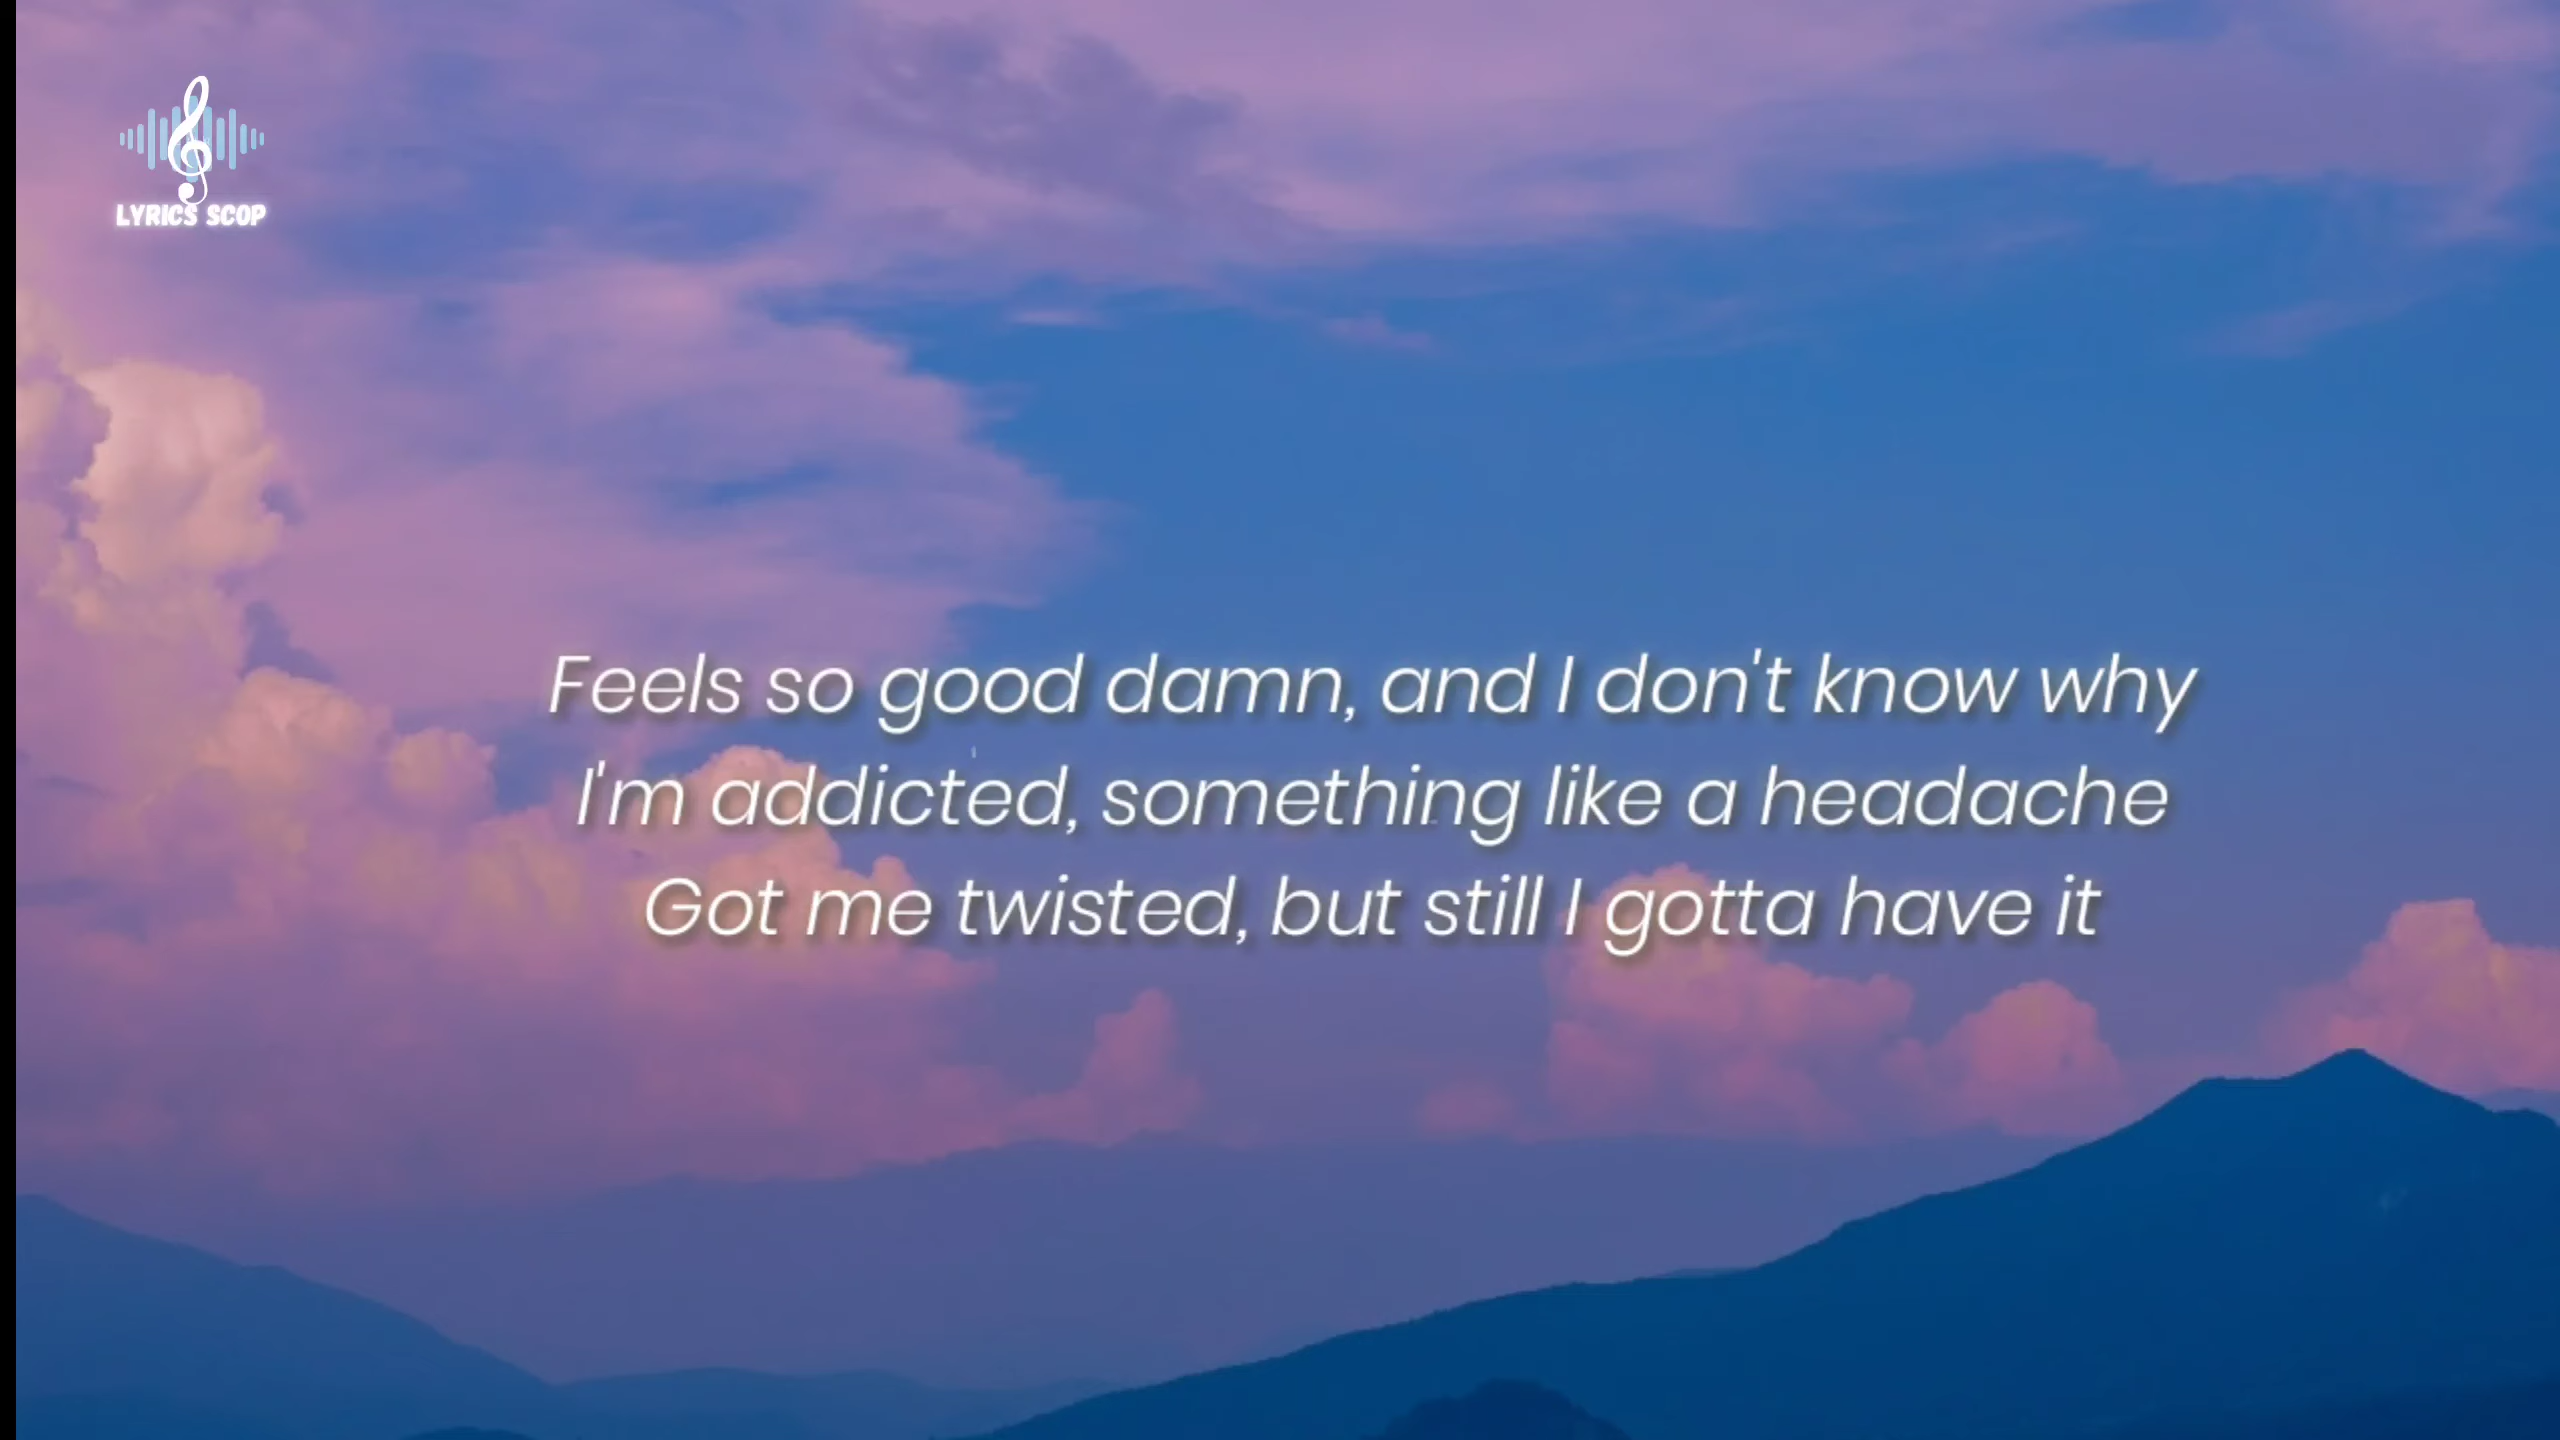 LYRICS SCOP
Feels so good damn, and I don't know why
I'm addicted, something like a headache
Got me twisted, but still I gotta have it